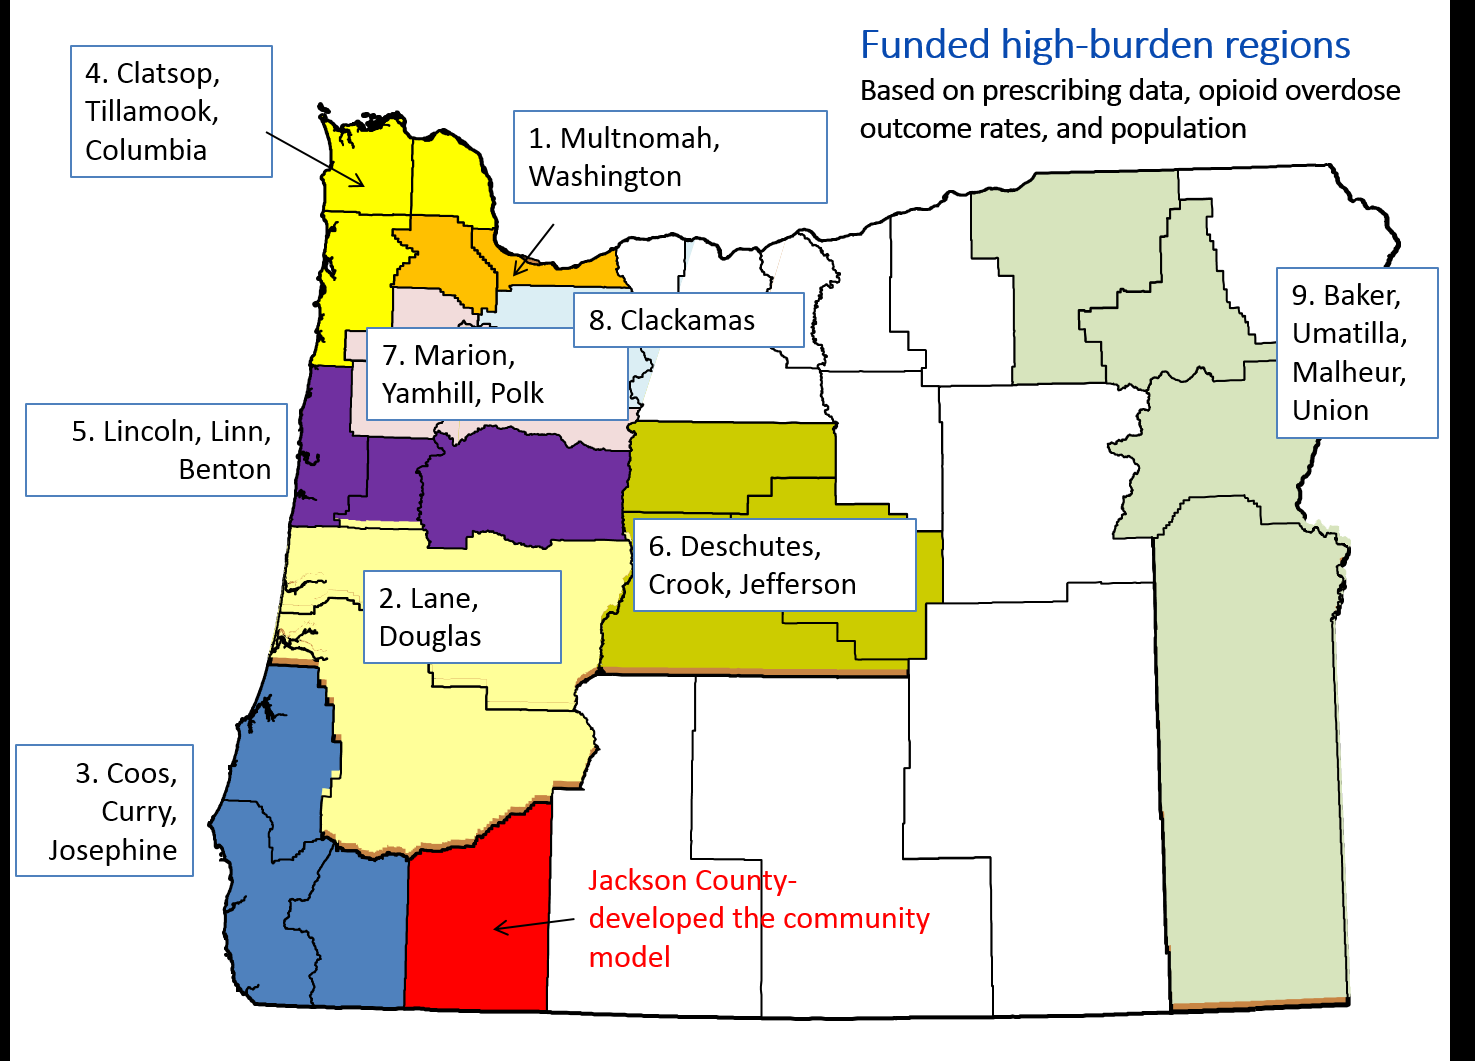 Funded high-burden regions
Based on prescribing data, opioid overdose
outcome rates, and population
4. Clatsop,
Tillamook,
Columbia
1. Multnomah,
Washington
9. Baker,
Umatilla,
Malheur,
Union
8. Clackamas
7. Marion,
Yamhill, Polk
5. Lincoln, Linn,
Benton
6. Deschutes,
Crook, Jefferson
2. Lane,
Douglas
3. Coos,
Curry,
Josephine
Jackson County-
developed the community
model